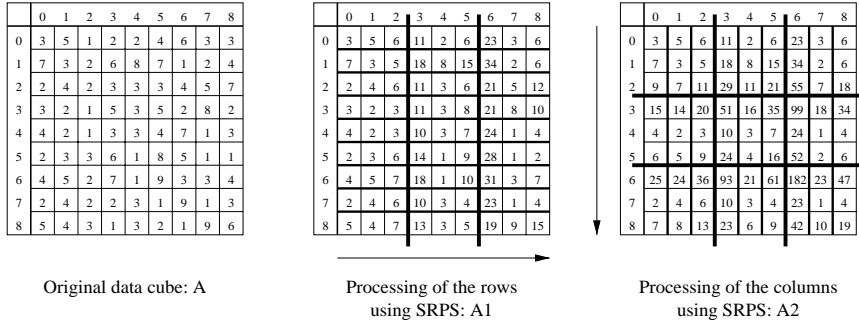 0 1 2 3 4 5 6 7 8
0 3 5 1 2 2 4 6 3 3
1 7 3 2 6 8 7 1 2 4
2 2 4 2 3 3 3 4 5 7
3 3 2 1 5 3 5 2 8 2
4 4 2 1 3 3 4 7 1 3
5 2 3 3 6 1 8 5 1 1
6 4 5 2 7 1 9 3 3 4
7 2 4 2 2 3 1 9 1 3
8 5 4 3 1 3 2 1 9 6
Original data cube: A
0 1 2 3 4 5 6 7 8
0 3 5 6 11 2 6 23 3 6
1 7 3 5 18 8 15 34 2 6
2 2 4 6 11 3 6 21 5 12
3 3 2 3 11 3 8 21 8 10
4 4 2 3 10 3 7 24 1 4
5 2 3 6 14 1 9 28 1 2
6 4 5 7 18 1 10 31 3 7
7 2 4 6 10 3 4 23 1 4
8 5 4 7 13 3 5 19 9 15
Processing of the rows
using SRPS: A1
0 1 2 3 4 5 6 7 8
0 3 5 6 11 2 6 23 3 6
1 7 3 5 18 8 15 34 2 6
2 9 7 11 29 11 21 55 7 18
3 15 14 20 51 16 35 99 18 34
4 4 2 3 10 3 7 24 1 4
5 6 5 9 24 4 16 52 2 6
6 25 24 36 93 21 61 182 23 47
7 2 4 6 10 3 4 23 1 4
8 7 8 13 23 6 9 42 10 19
Processing of the columns
using SRPS: A2